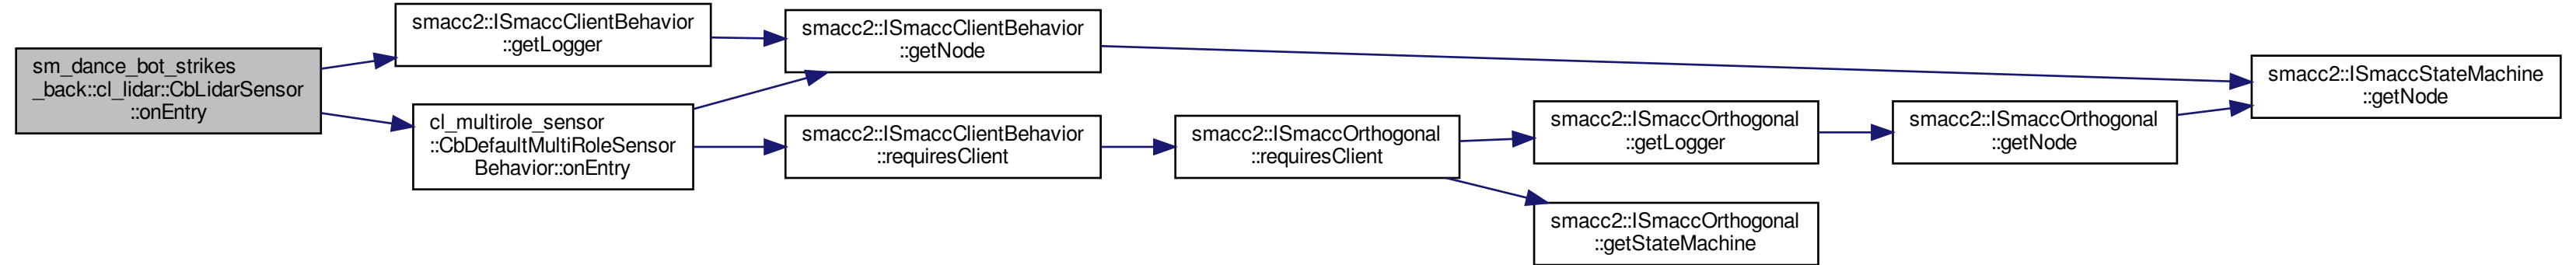 sm_dance_bot_strikes
_back::cl_lidar::CbLidarSensor
::onEntry
smacc2::ISmaccClientBehavior
::getLogger
cl_multirole_sensor
::CbDefaultMultiRoleSensor
Behavior::onEntry
smacc2::ISmaccClientBehavior
::getNode
smacc2::ISmaccClientBehavior
::requiresClient
smacc2::ISmaccOrthogonal
::requiresClient
smacc2::ISmaccOrthogonal
::getLogger
smacc2::ISmaccOrthogonal
::getStateMachine
smacc2::ISmaccOrthogonal
::getNode
smacc2::ISmaccStateMachine
::getNode